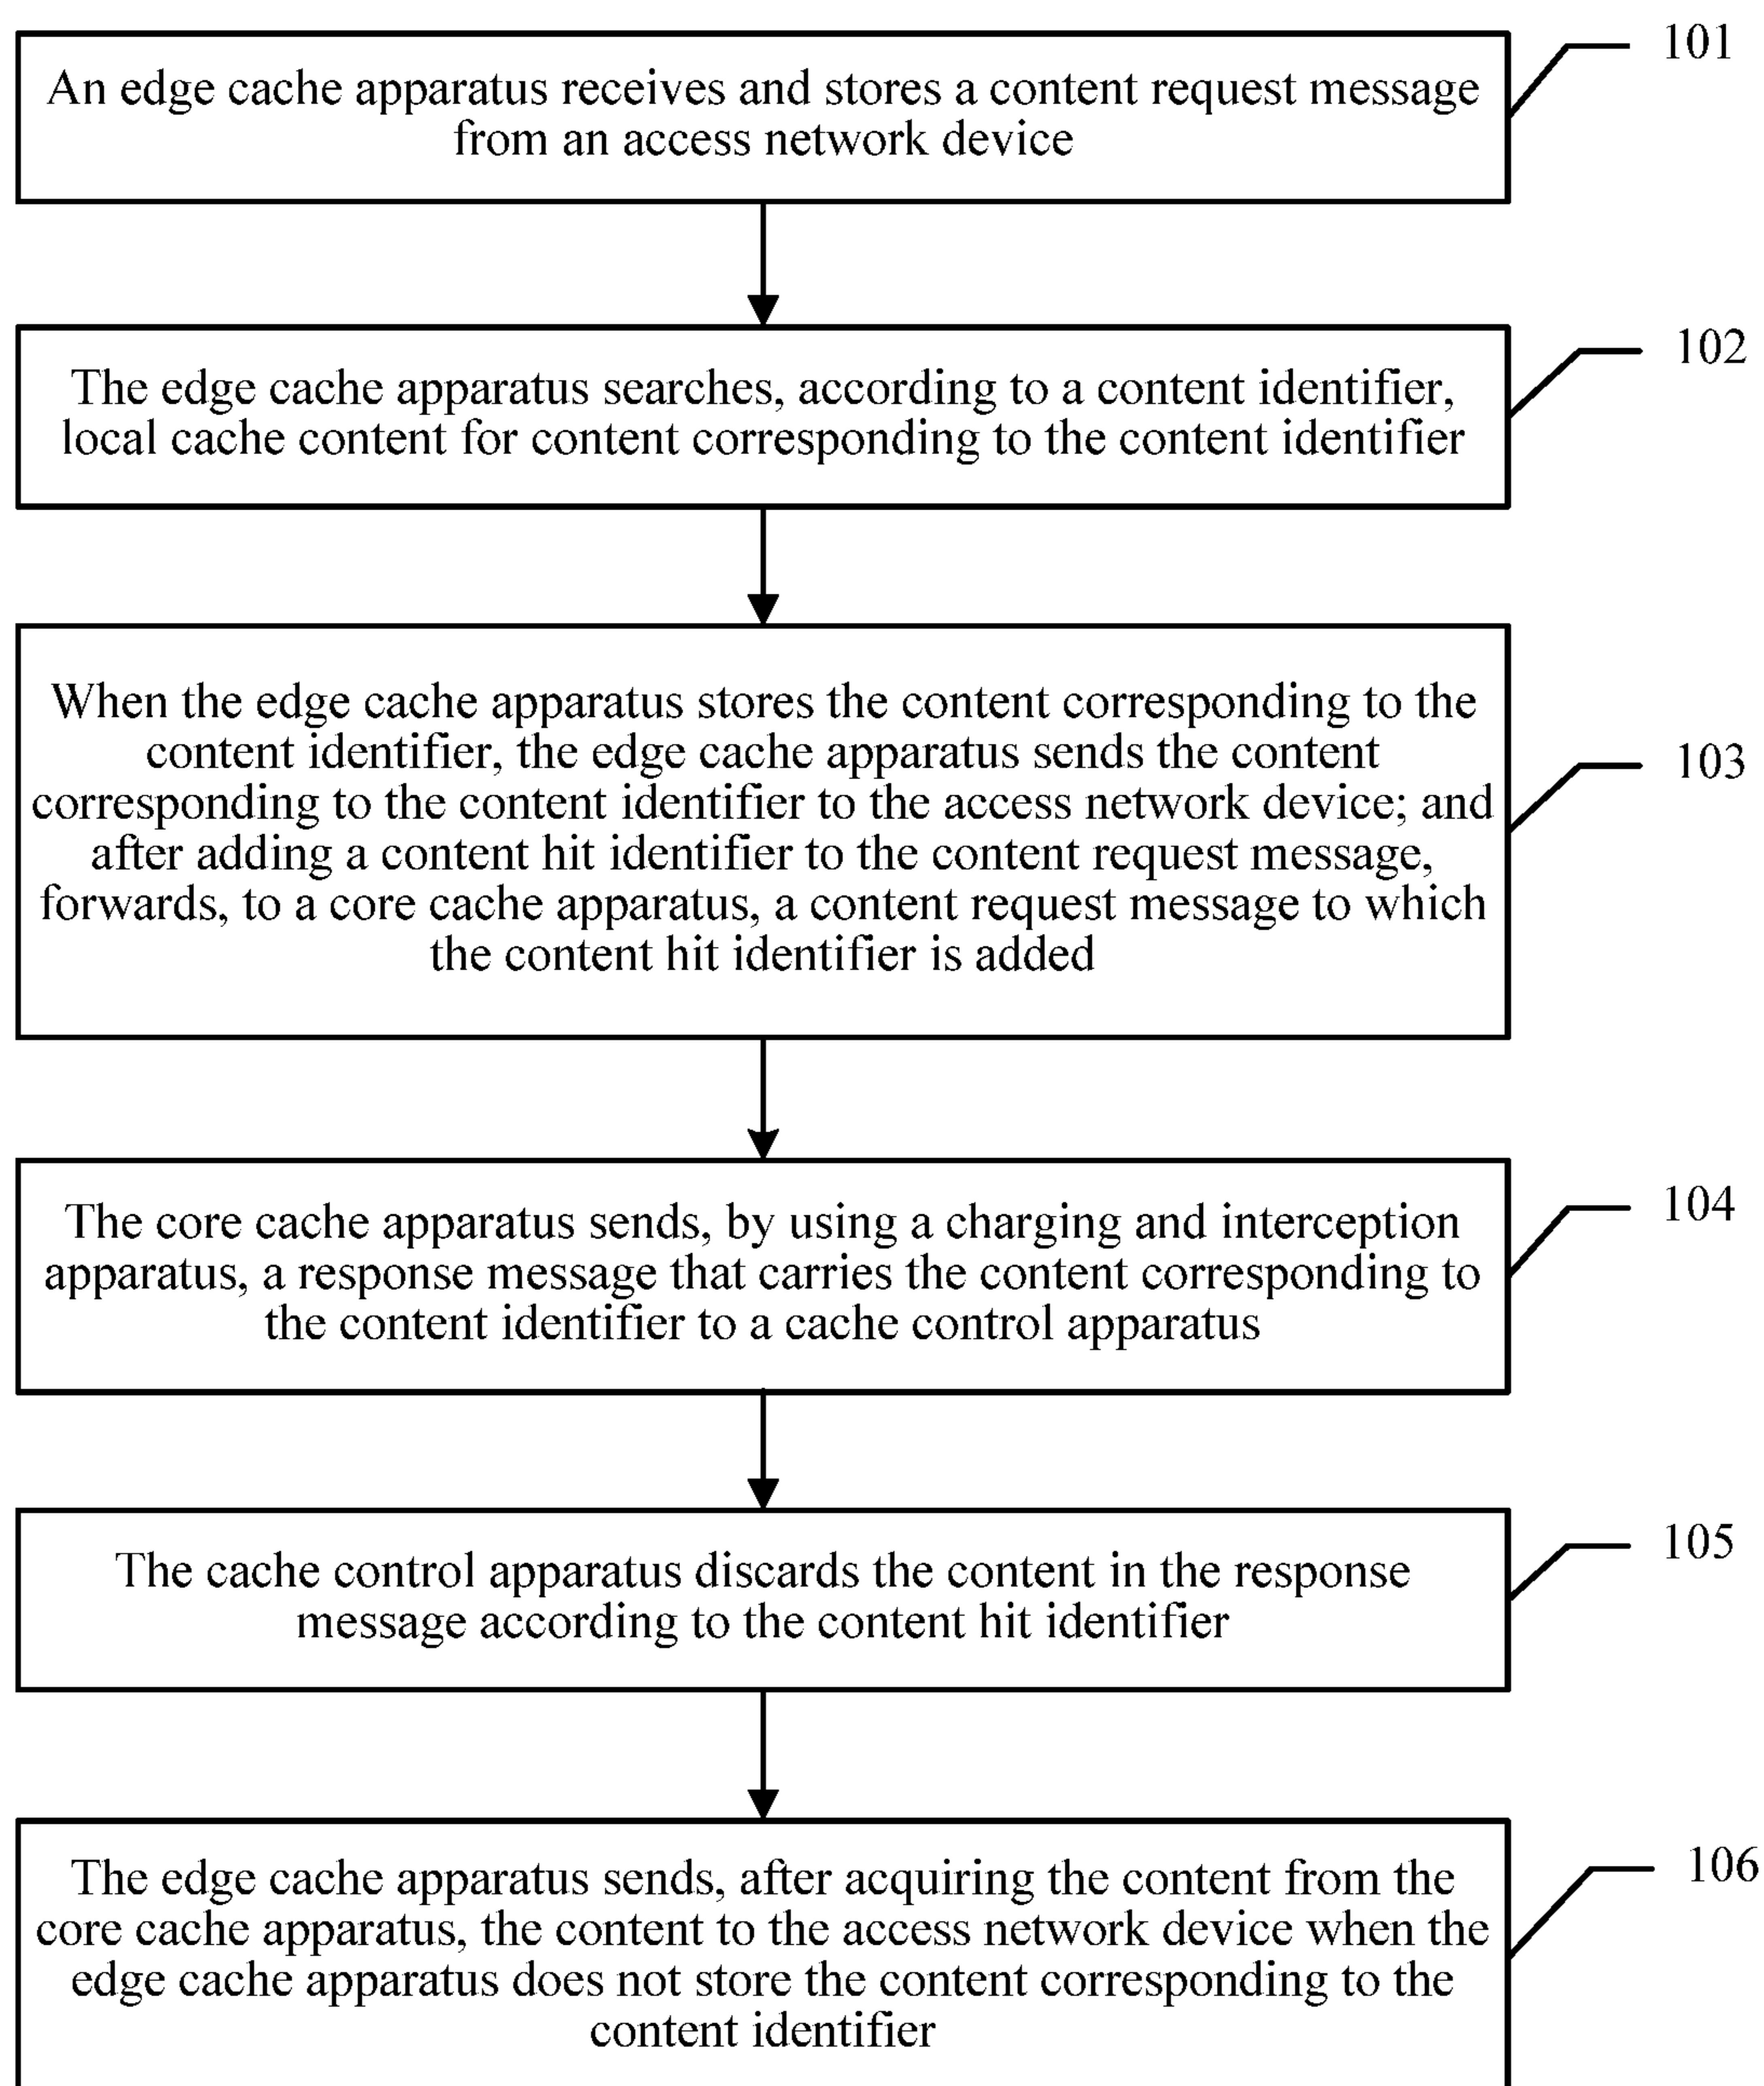 101
An edge cache apparatus receives and stores a content request message
from an access network device
102
The edge cache apparatus searches, according to a content identifier,
local cache content for content corresponding to the content identifier
When the edge cache apparatus stores the content corresponding to the
content identifier, the edge cache apparatus sends the content
103
corresponding to the content identifier to the access network device; and
after adding a content hit identifier to the content request message,
forwards, to a core cache apparatus, a content request message to which
the content hit identifier is added
104
The core cache apparatus sends, by using a charging and interception
apparatus, a response message that carries the content corresponding to
the content identifier to a cache control apparatus
105
The cache control apparatus discards the content in the response
message according to the content hit identifier
106
The edge cache apparatus sends, after acquiring the content from the
core cache apparatus, the content to the access network device when the
edge cache apparatus does not store the content corresponding to the
content identifier